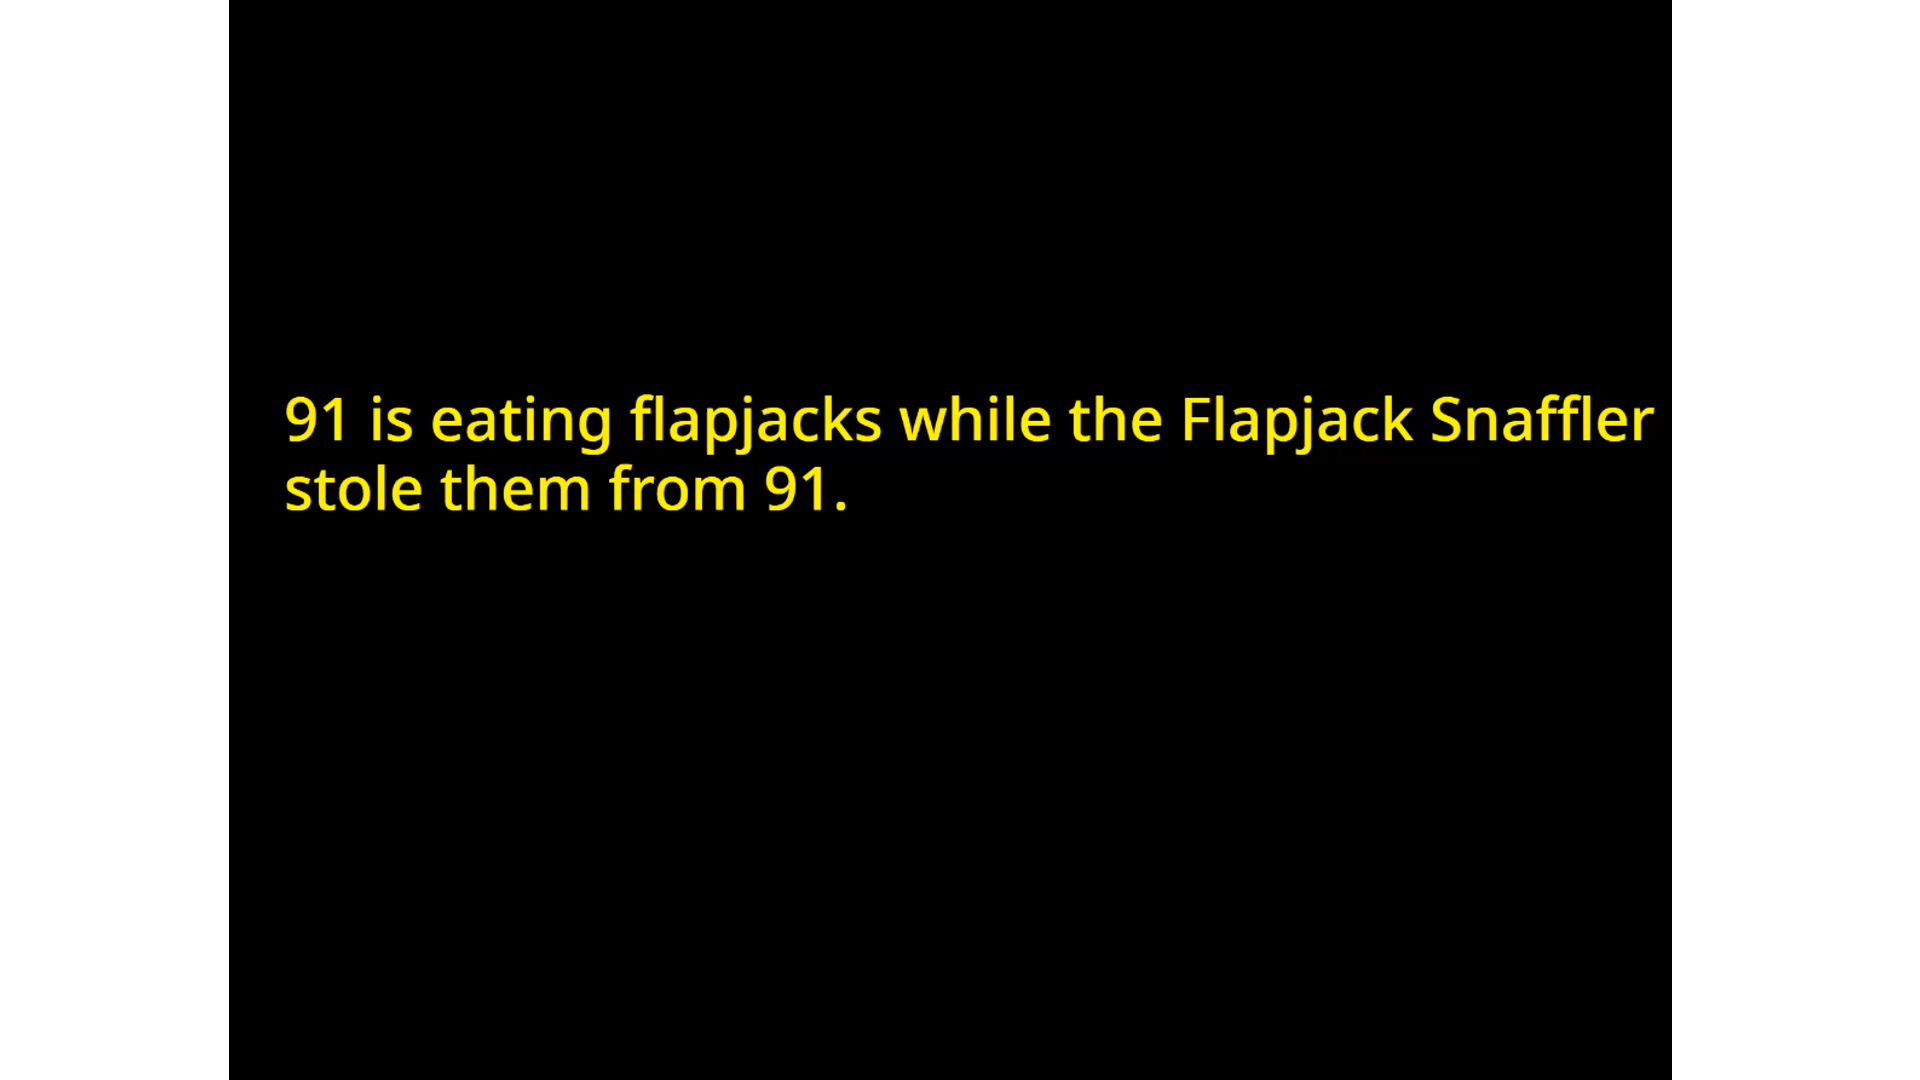 91 is eating flapjacks while the Flapjack Snaffler
stole them from 91.